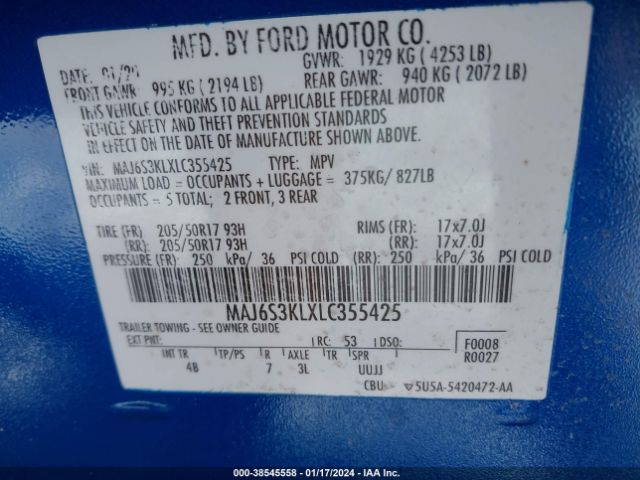 MFD. BY FORD MOTOR CO.
DATE: 01/20
GVWR: 1929 KG ( 4253 LB)
FRONT GAWR: 995 KG ( 2194 LB)
REAR GAWR: 940 KG ( 2072 LB)
THIS VEHICLE CONFORMS TO ALL APPLICABLE FEDERAL MOTOR
VEHICLE SAFETY AND THEFT PREVENTION STANDARDS
IN EFFECT ON THE DATE OF MANUFACTURE SHOWN ABOVE.
VIN: MAJ6S3KLXLC355425 TYPE: MPV
MAXIMUM LOAD = OCCUPANTS + LUGGAGE = 375KG/ 827LB
OCCUPANTS = 5 TOTAL; 2 FRONT, 3 REAR
TIRE (FR) 205/50R17 93H RIMS (FR): 17x7.0J
(RR): 205/50R17 93H (RR): 17x7.0J
PRESSURE (FR): 250 kPa/ 36 PSI COLD (RR): 250 kPa/ 36 PSI COLD
MAJ6S3KLXLC355425
TRAILER TOWING - SEE OWNER GUIDE
EXT PNT: RC: 53 DSO: F0008
R0027
INT TR TP/PS R AXLE TR SPR
4B 7 3L UUJJ
CBU 5U5A-5420472-AA
000-38545558 - 01/17/2024 - IAA Inc.